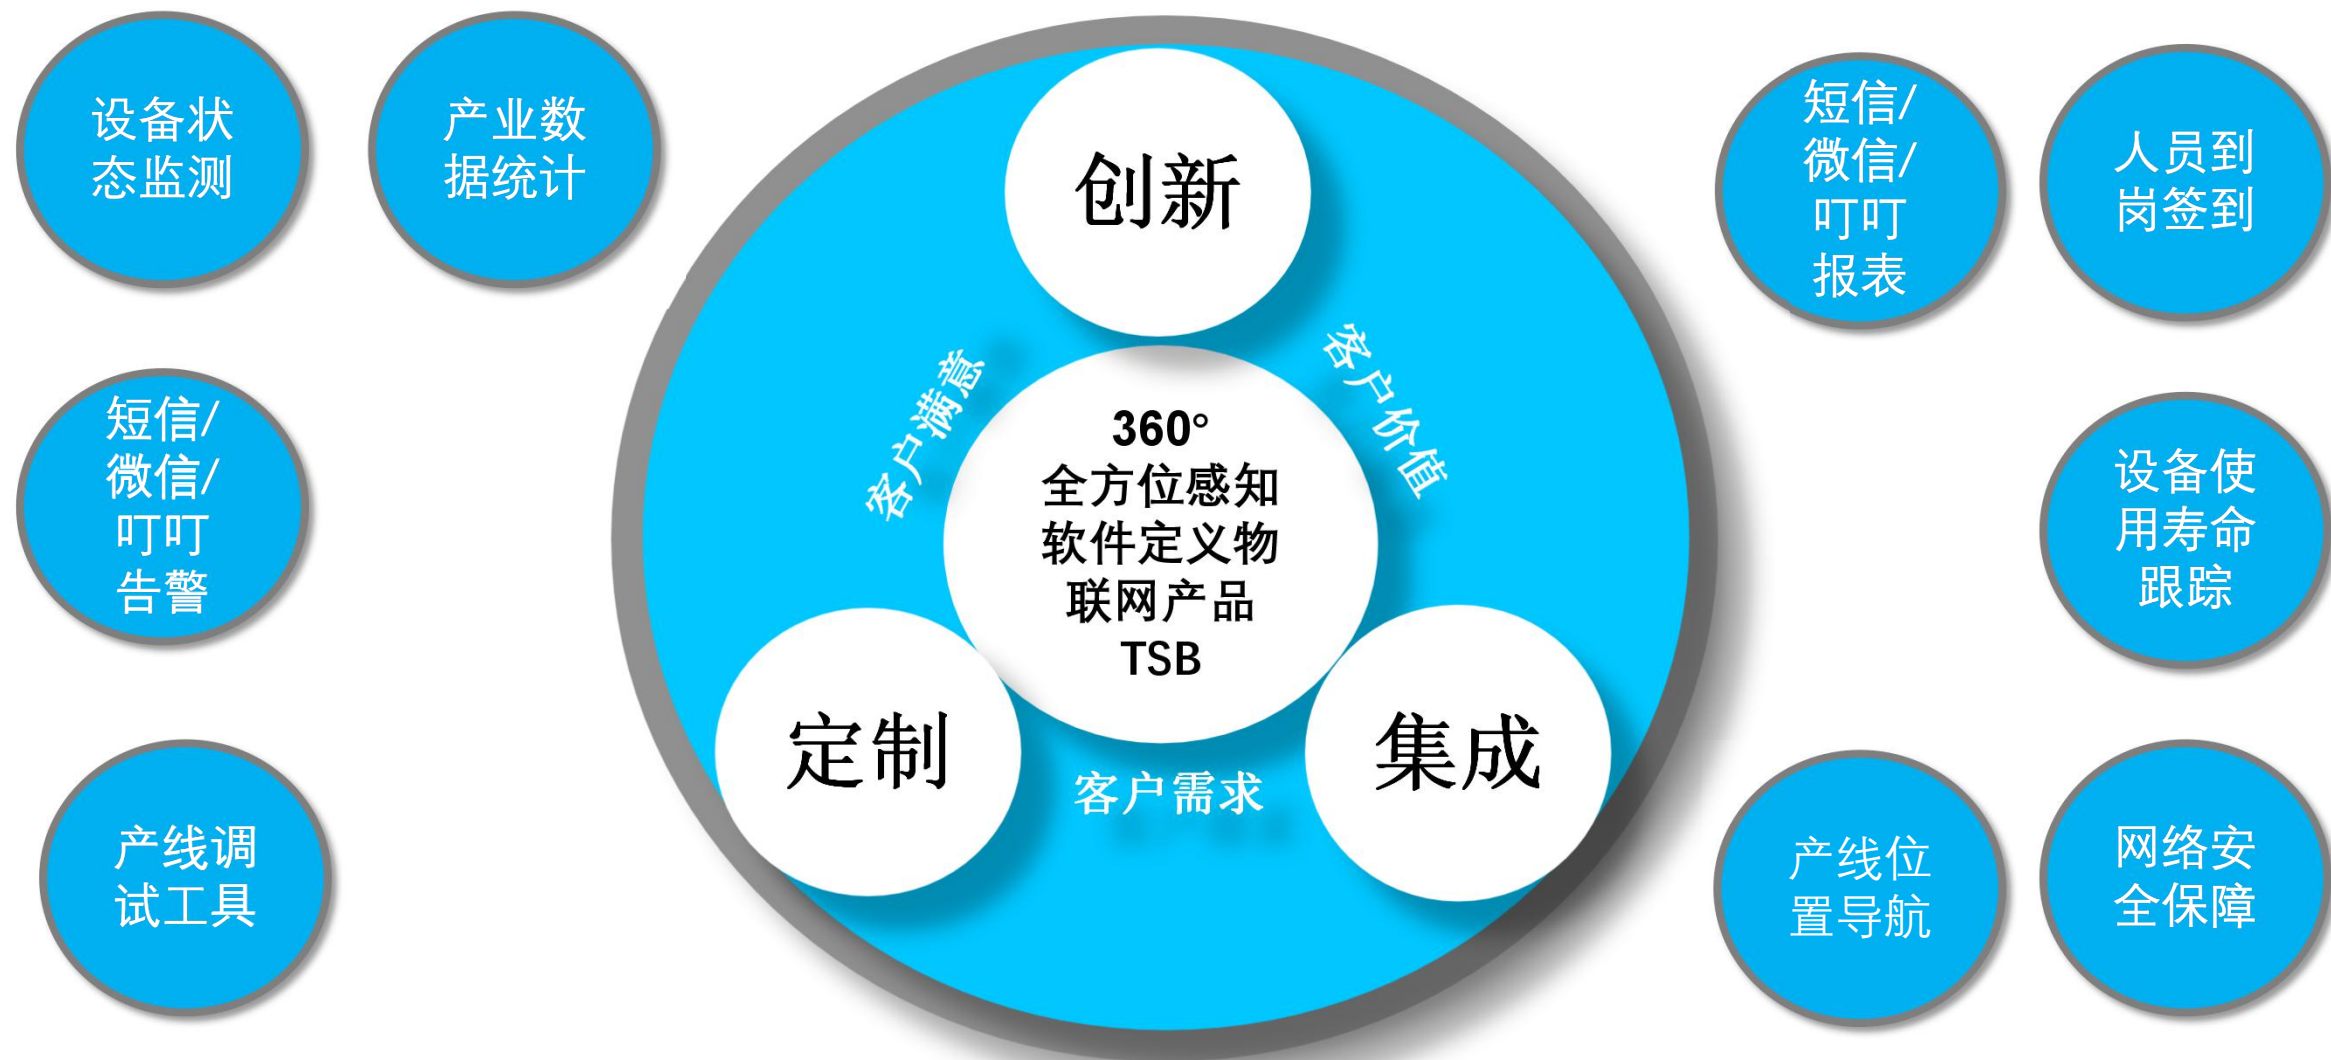 设备状
态监测
产业数
据统计
短信/
微信/
叮叮
告警
产线调
试工具
创新
客户满意
客户价值
360°
全方位感知
软件定义物
联网产品
TSB
定制
集成
客户需求
短信/
微信/
叮叮
报表
人员到
岗签到
设备使
用寿命
跟踪
产线位
置导航
网络安
全保障